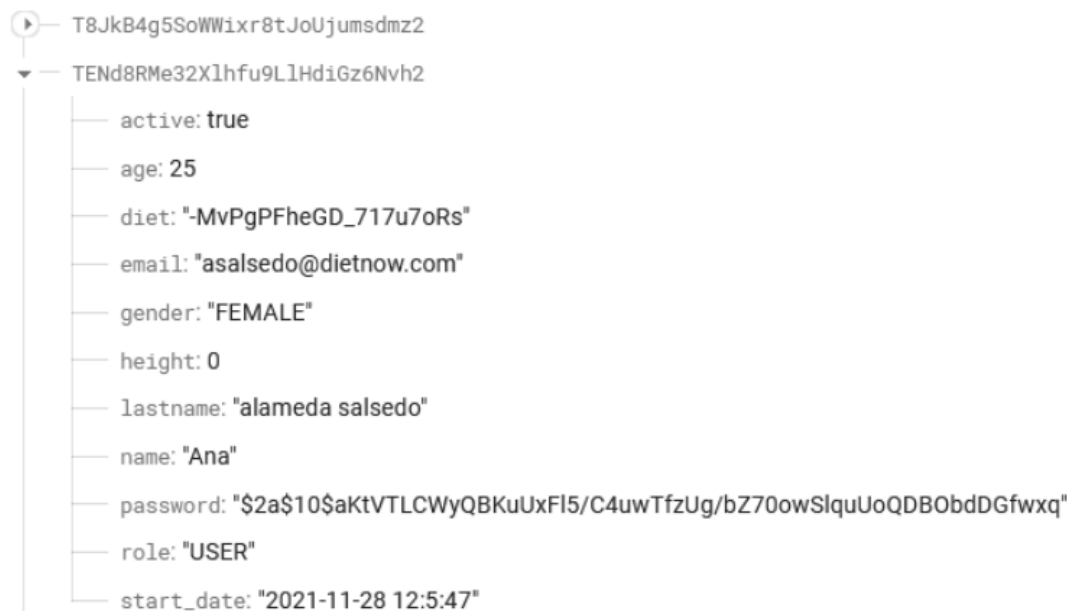 T8JkB4g5SoWWixr8tJoUjumsdmz2
TENd8RMe32Xlhfu9LlHdiGz6Nvh2
active: true
age: 25
diet: "-MvPgPFheGD_717u7oRs"
email: "asalsedo@dietnow.com"
gender: "FEMALE"
height: 0
lastname: "alameda salsedo"
name: "Ana"
password: "$2a$10$aKtVTLCWyQBKuUxFl5/C4uwTfzUg/bZ70owSlquUoQDBObdDGfwxq"
role: "USER"
start_date: "2021-11-28 12:5:47"